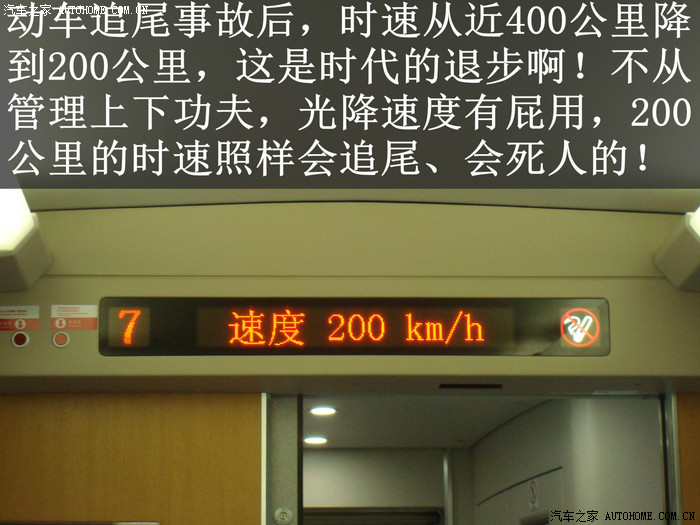 动车追尾事故后，时速从近400公里降
到200公里，这是时代的退步啊！不从
管理上下功夫，光降速度有屁用，200
公里的时速照样会追尾、会死人的！
汽车之家 AUTOHOME.COM.CN
7 速度 200 km/h
汽车之家 AUTOHOME.COM.CN